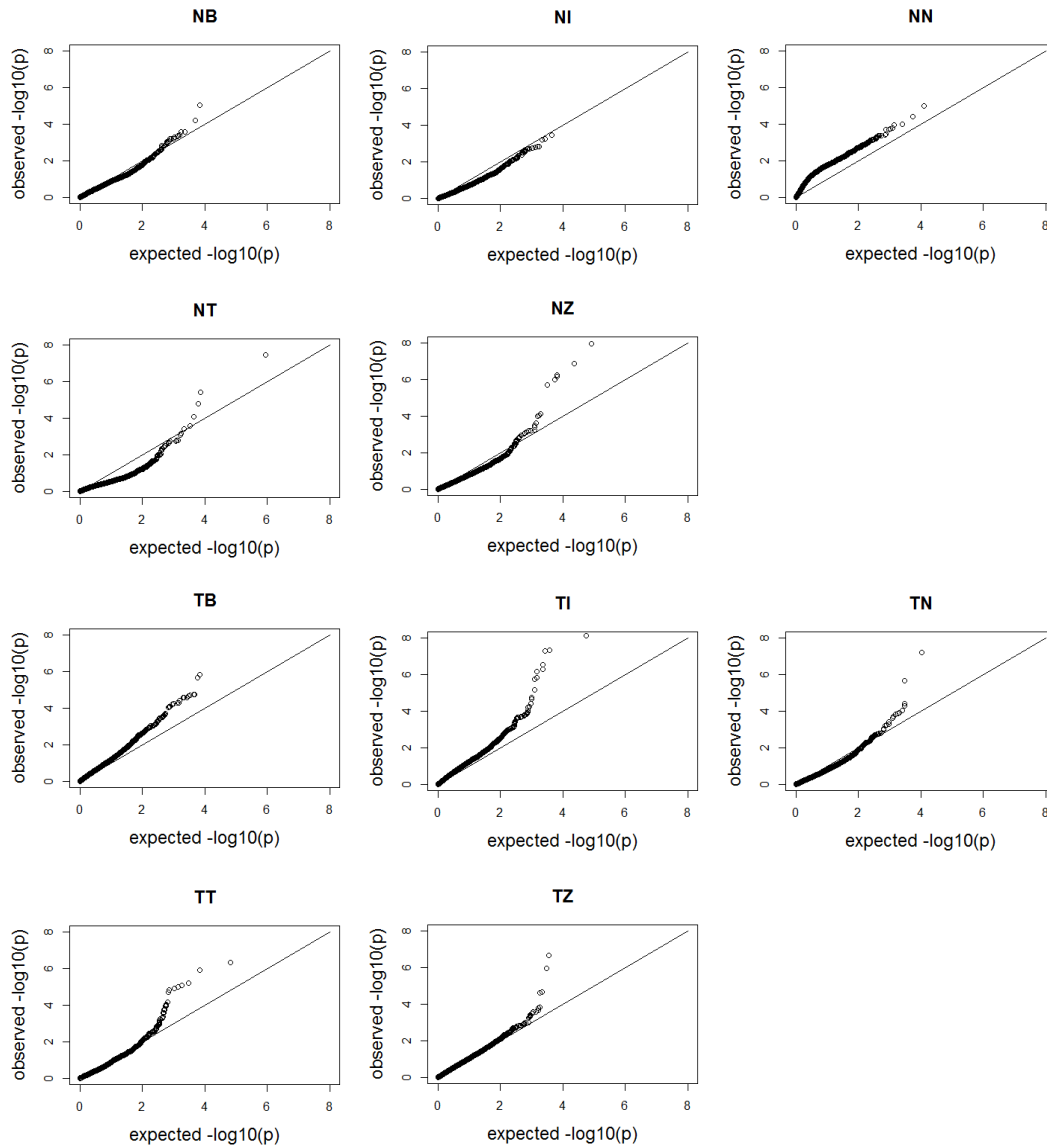 NB NI NN
8 8 8
6 6 6
observed -log10(p) observed -log10(p) observed -log10(p)
4 4 4
2 2 2
0 0 0
0 2 4 6 8 0 2 4 6 8 0 2 4 6 8
expected -log10(p) expected -log10(p) expected -log10(p)
NT NZ
8 8
6 6
observed -log10(p) observed -log10(p)
4 4
2 2
0 0
0 2 4 6 8 0 2 4 6 8
expected -log10(p) expected -log10(p)
TB TI TN
8 8 8
6 6 6
observed -log10(p) observed -log10(p) observed -log10(p)
4 4 4
2 2 2
0 0 0
0 2 4 6 8 0 2 4 6 8 0 2 4 6 8
expected -log10(p) expected -log10(p) expected -log10(p)
TT TZ
8 8
6 6
observed -log10(p) observed -log10(p)
4 4
2 2
0 0
0 2 4 6 8 0 2 4 6 8
expected -log10(p) expected -log10(p)